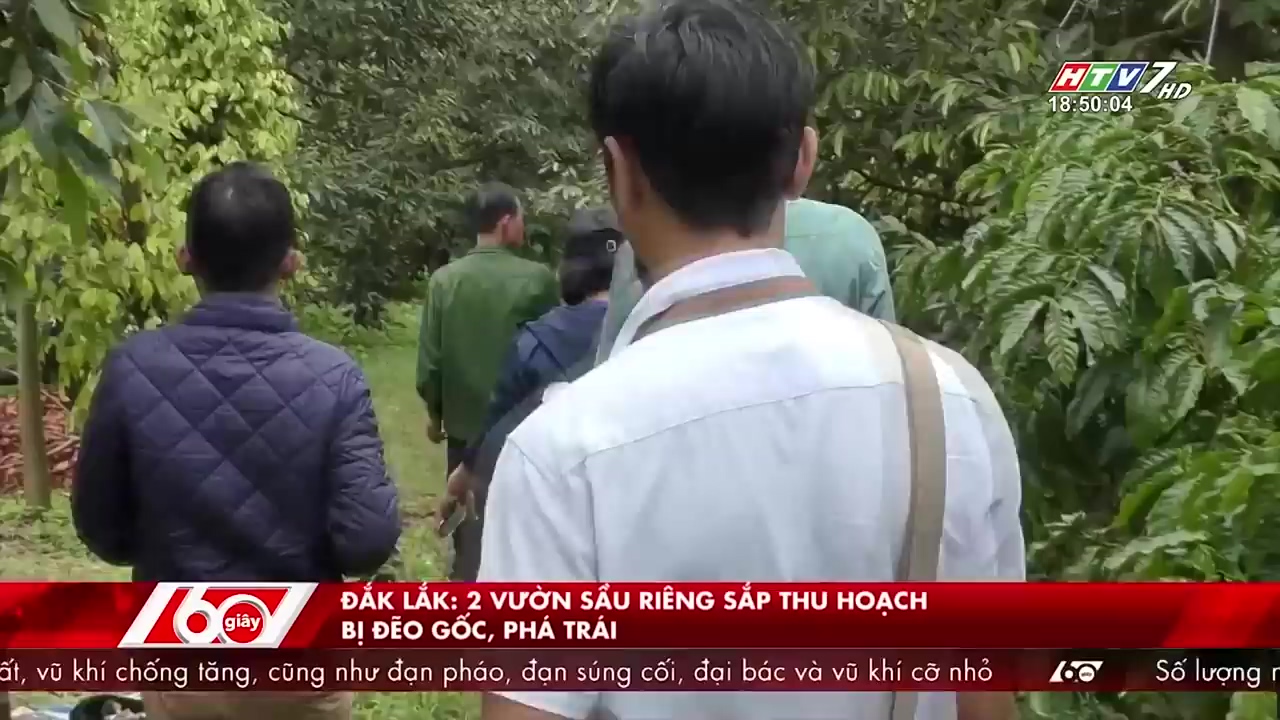 HTV7 HD
18:50:04
60 giây
ĐẮK LẮK: 2 VƯỜN SẦU RIÊNG SẮP THU HOẠCH
BỊ ĐẼO GỐC, PHÁ TRÁI
vũ khí chống tăng, cũng như đạn pháo, đạn súng cối, đại bác và vũ khí cỡ nhỏ
60 giây
Số lượng